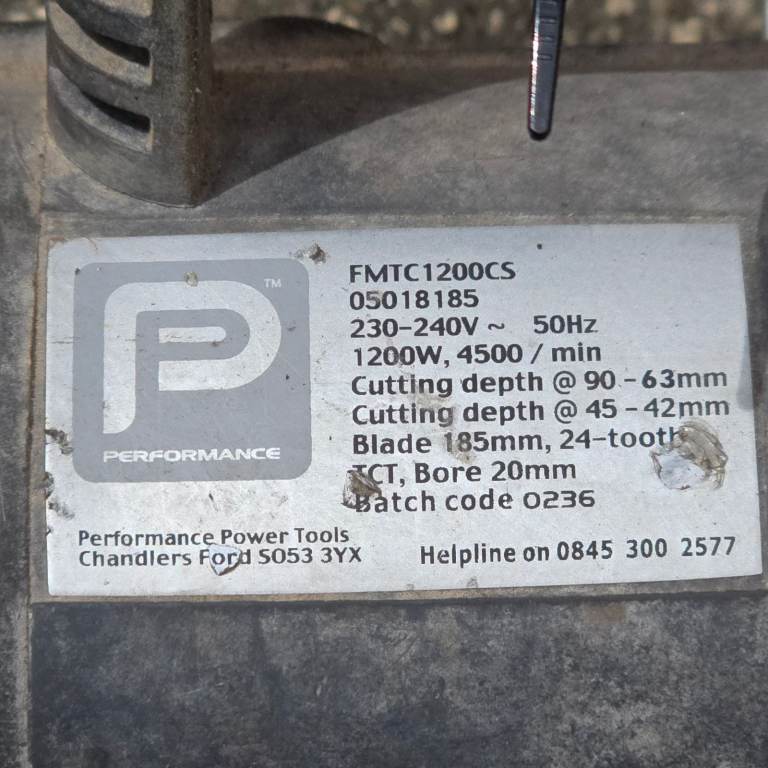 TM
PERFORMANCE
FMTC1200CS
05018185
230-240V ~ 50Hz
1200W, 4500 / min
Cutting depth @ 90 - 63mm
Cutting depth @ 45 - 42mm
Blade 185mm, 24-tooth
TCT, Bore 20mm
Batch code 0236
Performance Power Tools
Chandlers Ford SO53 3YX
Helpline on 0845 300 2577